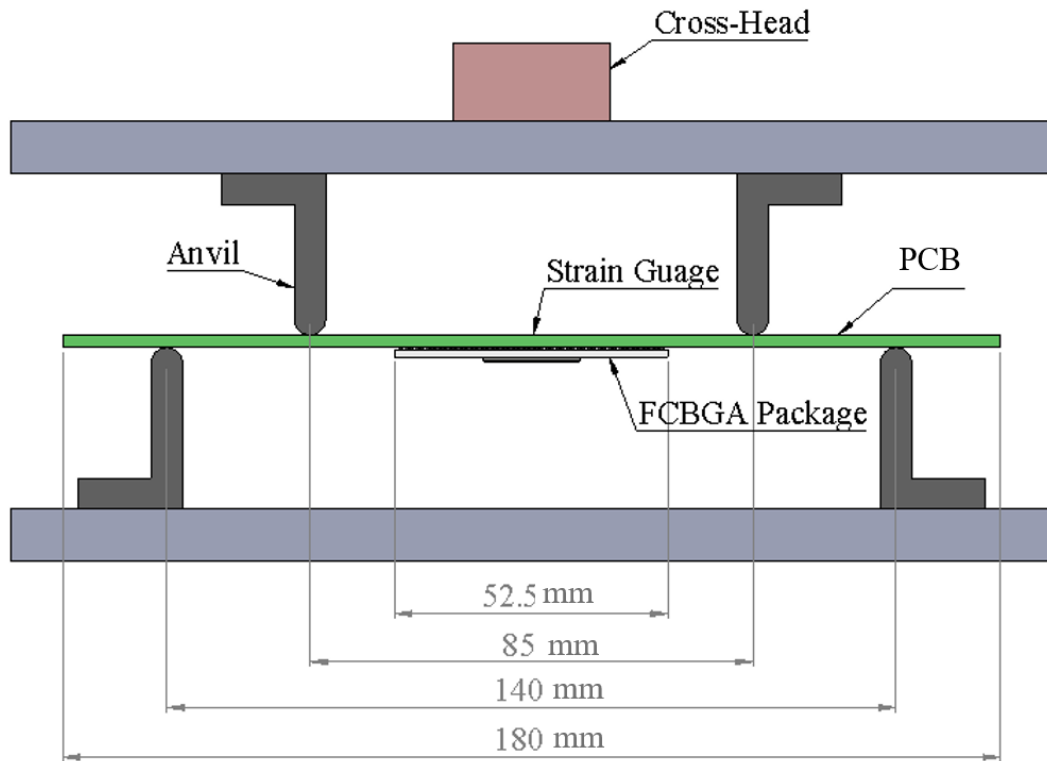 Cross-Head
Anvil
Strain Guage
PCB
FCBGA Package
52.5 mm
85 mm
140 mm
180 mm